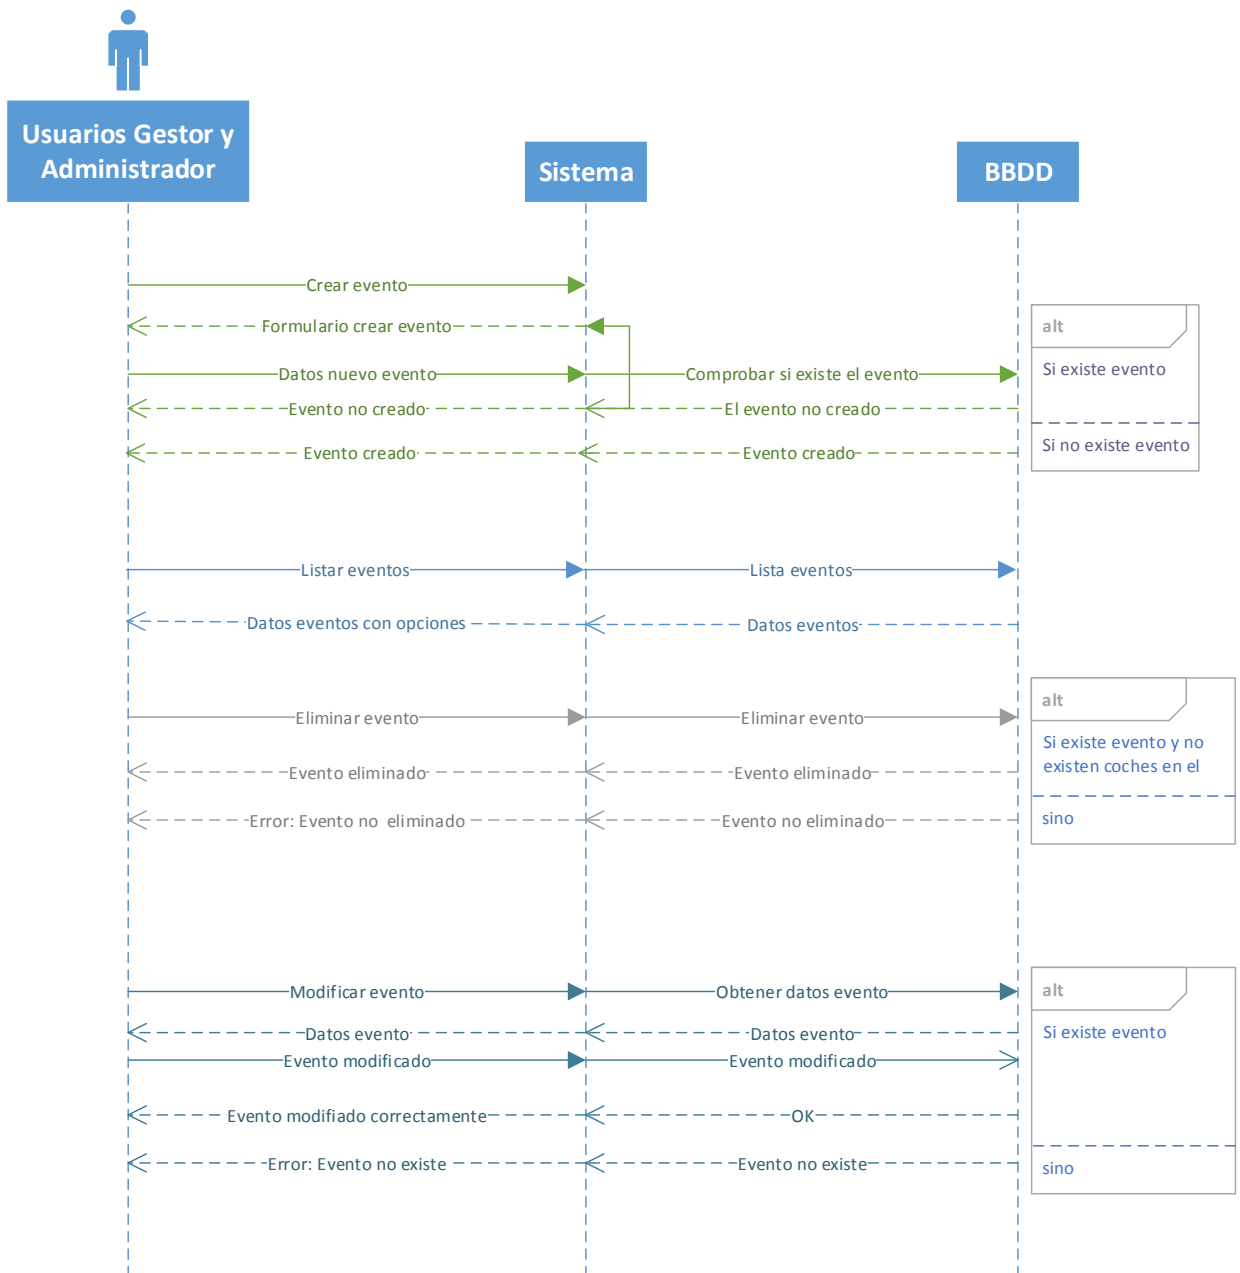 Usuarios Gestor y
Administrador
Sistema
BBDD
Crear evento
Formulario crear evento
alt
Datos nuevo evento
Comprobar si existe el evento
Si existe evento
Evento no creado
El evento no creado
Evento creado
Evento creado
Si no existe evento
Listar eventos
Lista eventos
Datos eventos con opciones
Datos eventos
alt
Eliminar evento
Eliminar evento
Si existe evento y no
existen coches en el
Evento eliminado
Evento eliminado
Error: Evento no eliminado
Evento no eliminado
sino
Modificar evento
Obtener datos evento
alt
Datos evento
Datos evento
Si existe evento
Evento modificado
Evento modificado
Evento modifiado correctamente
OK
Error: Evento no existe
Evento no existe
sino